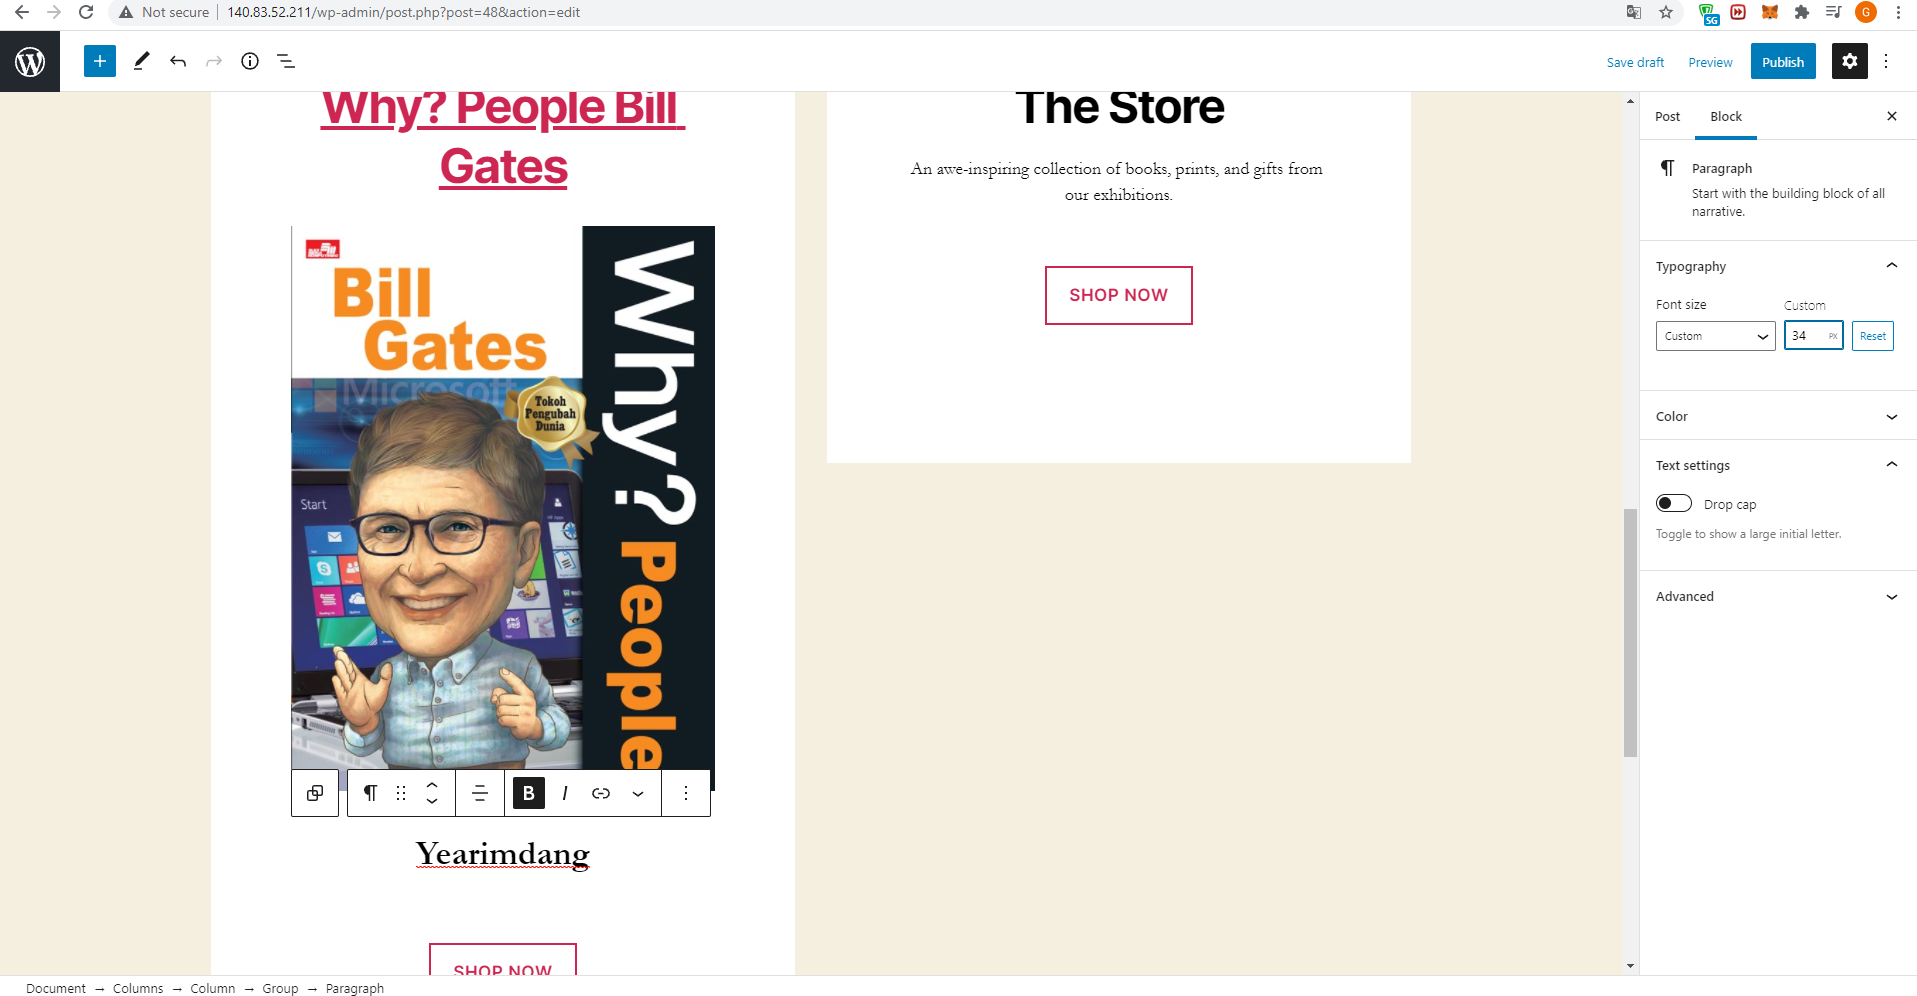 Not secure
140.83.52.211/wp-admin/post.php?post=48&action=edit
SG
G
Save draft
Preview
Publish
Why? People Bill
Gates
Bill
Gates
Microsoft
Tokoh
Pengubah
Dunia
Start
Why? People
B I
Yearimdang
SHOP NOW
The Store
An awe-inspiring collection of books, prints, and gifts from
our exhibitions.
SHOP NOW
Post
Block
Paragraph
Start with the building block of all
narrative.
Typography
Font size
Custom
Custom
34
PX
Reset
Color
Text settings
Drop cap
Toggle to show a large initial letter.
Advanced
Document → Columns → Column → Group → Paragraph